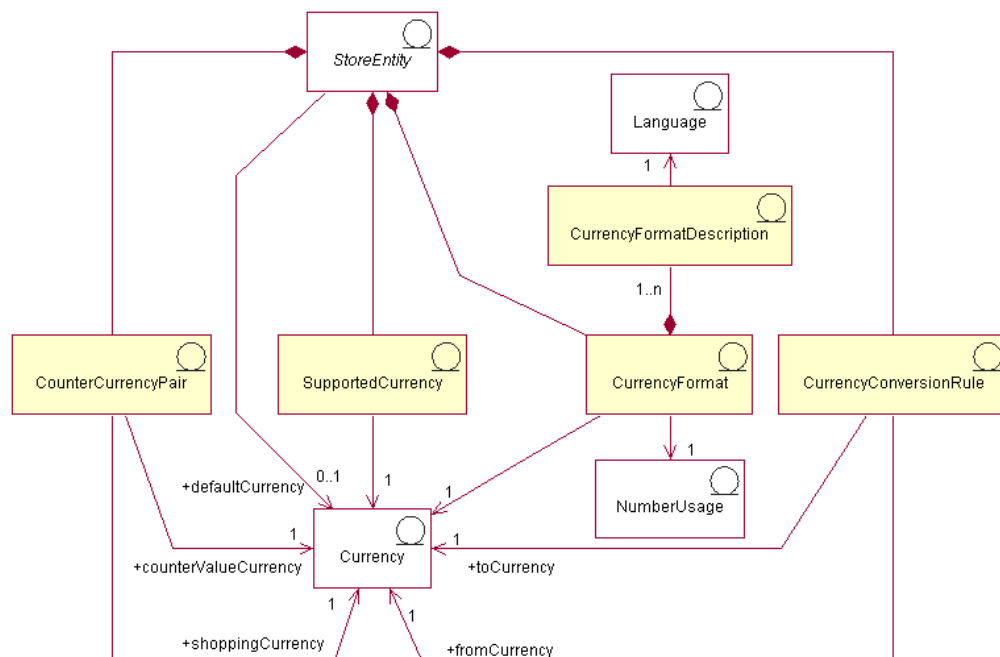 StoreEntity
Language
1
CurrencyFormatDescription
1..n
CounterCurrencyPair
SupportedCurrency
CurrencyFormat
CurrencyConversionRule
1
0..1
+defaultCurrency
1
1
NumberUsage
1
1
Currency
+counterValueCurrency
+toCurrency
1
1
+shoppingCurrency
+fromCurrency